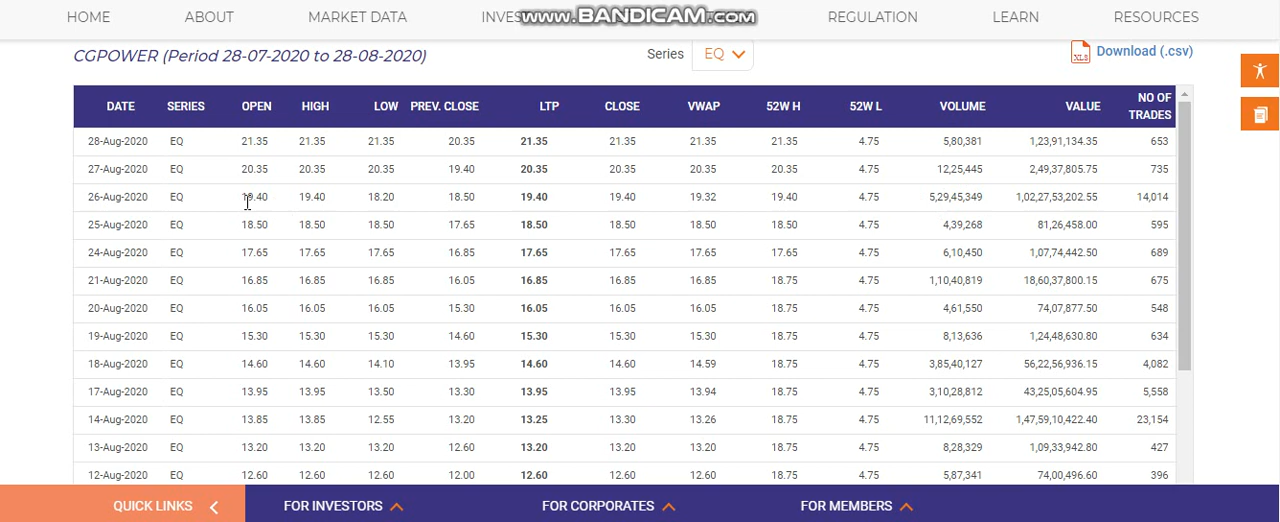 HOME ABOUT MARKET DATA INVES www.BANDICAM.com REGULATION LEARN RESOURCES
CGPOWER (Period 28-07-2020 to 28-08-2020) Series EQ Download (.csv)
XLS
DATE SERIES OPEN HIGH LOW PREV. CLOSE LTP CLOSE VWAP 52W H 52W L VOLUME VALUE NO OF TRADES
28-Aug-2020 EQ 21.35 21.35 21.35 20.35 21.35 21.35 21.35 21.35 4.75 5,80,381 1,23,91,134.35 653
27-Aug-2020 EQ 20.35 20.35 20.35 19.40 20.35 20.35 20.35 20.35 4.75 12,25,445 2,49,37,805.75 735
26-Aug-2020 EQ 19.40 19.40 18.20 18.50 19.40 19.40 19.32 19.40 4.75 5,29,45,349 1,02,27,53,202.55 14,014
25-Aug-2020 EQ 18.50 18.50 18.50 17.65 18.50 18.50 18.50 18.50 4.75 4,39,268 81,26,458.00 595
24-Aug-2020 EQ 17.65 17.65 17.65 16.85 17.65 17.65 17.65 17.65 4.75 6,10,450 1,07,74,442.50 689
21-Aug-2020 EQ 16.85 16.85 16.85 16.05 16.85 16.85 16.85 18.75 4.75 1,10,40,819 18,60,37,800.15 675
20-Aug-2020 EQ 16.05 16.05 16.05 15.30 16.05 16.05 16.05 18.75 4.75 4,61,550 74,07,877.50 548
19-Aug-2020 EQ 15.30 15.30 15.30 14.60 15.30 15.30 15.30 18.75 4.75 8,13,636 1,24,48,630.80 634
18-Aug-2020 EQ 14.60 14.60 14.10 13.95 14.60 14.60 14.59 18.75 4.75 3,85,40,127 56,22,56,936.15 4,082
17-Aug-2020 EQ 13.95 13.95 13.50 13.30 13.95 13.95 13.94 18.75 4.75 3,10,28,812 43,25,05,604.95 5,558
14-Aug-2020 EQ 13.85 13.85 12.55 13.20 13.25 13.30 13.26 18.75 4.75 11,12,69,552 1,47,59,10,422.40 23,154
13-Aug-2020 EQ 13.20 13.20 13.20 12.60 13.20 13.20 13.20 18.75 4.75 8,28,329 1,09,33,942.80 427
12-Aug-2020 EQ 12.60 12.60 12.60 12.00 12.60 12.60 12.60 18.75 4.75 5,87,341 74,00,496.60 396
QUICK LINKS FOR INVESTORS FOR CORPORATES FOR MEMBERS